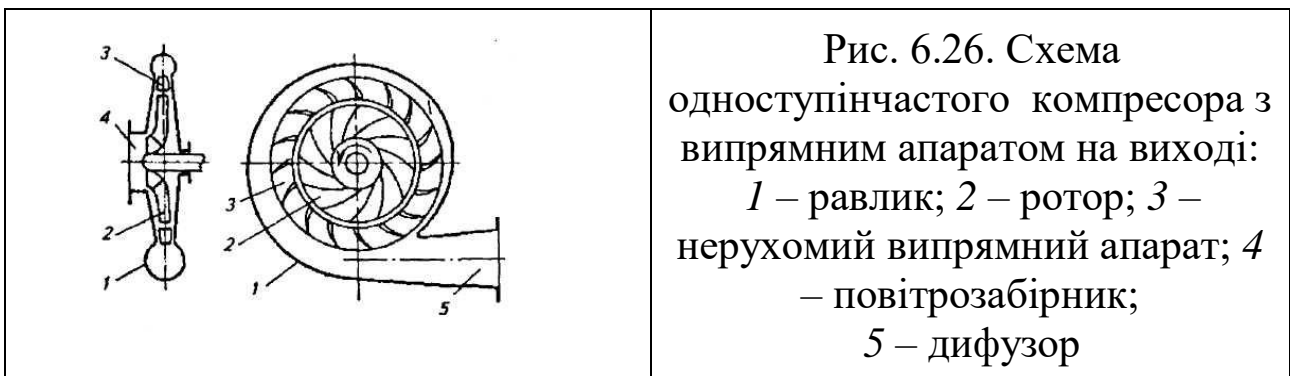 3
4
2
1
3
2
1
5
Рис. 6.26. Схема
одноступінчастого компресора з
випрямним апаратом на виході:
1 – равлик; 2 – ротор; 3 –
нерухомий випрямний апарат; 4
– повітрозабірник;
5 – дифузор